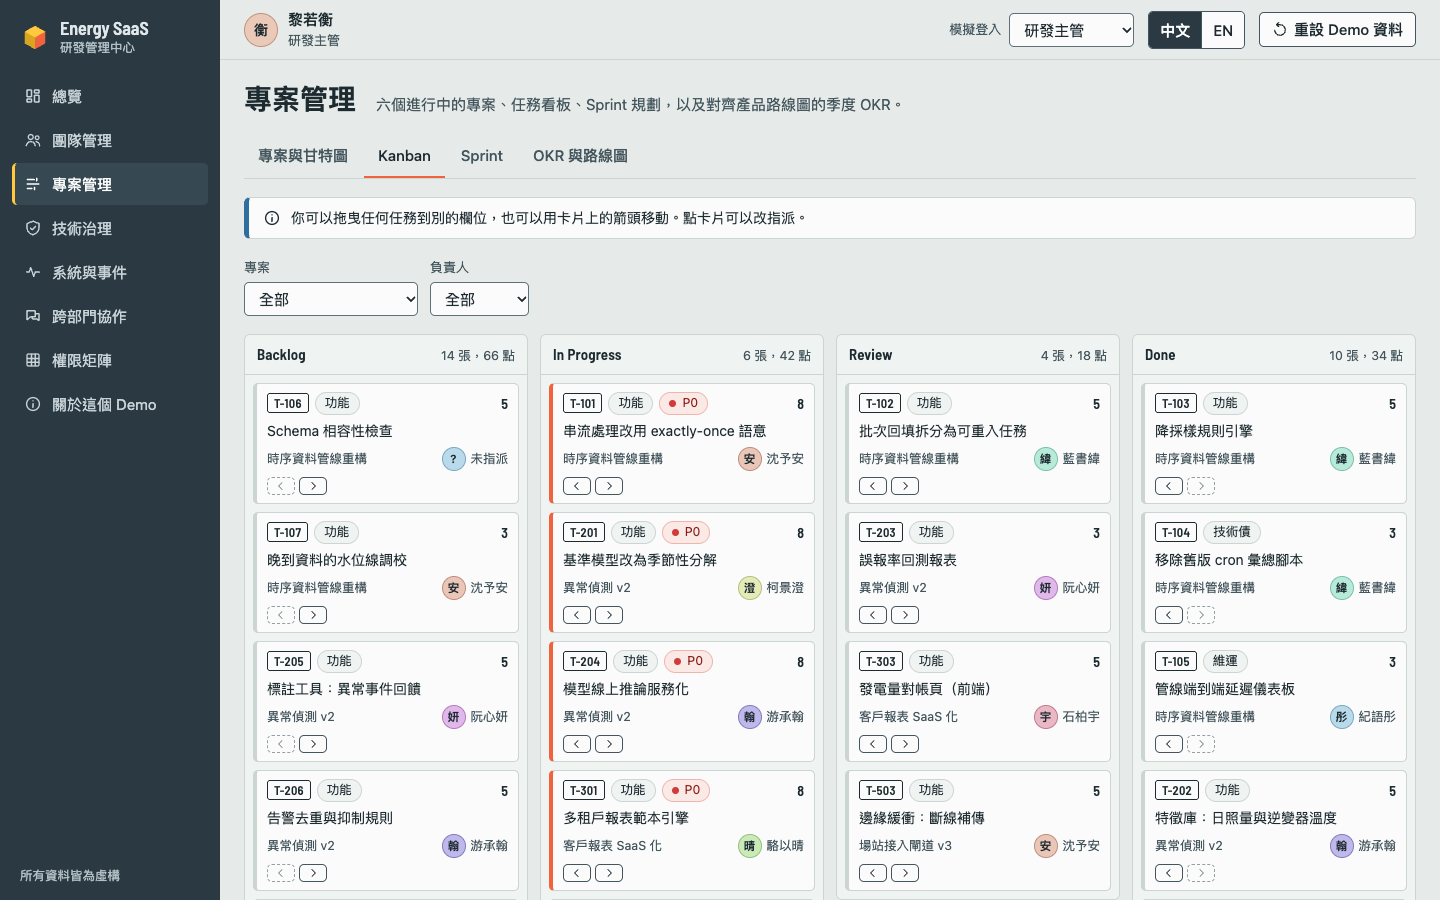 Energy SaaS
研發管理中心
總覽
團隊管理
專案管理
技術治理
系統與事件
跨部門協作
權限矩陣
關於這個 Demo
所有資料皆為虛構
衡
黎若衡
研發主管
模擬登入
研發主管
中文
EN
重設 Demo 資料
專案管理
六個進行中的專案、任務看板、Sprint 規劃，以及對齊產品路線圖的季度 OKR。
專案與甘特圖
Kanban
Sprint
OKR 與路線圖
你可以拖曳任何任務到別的欄位，也可以用卡片上的箭頭移動。點卡片可以改指派。
專案
全部
負責人
全部
Backlog
14 張，66 點
T-106 功能 5
Schema 相容性檢查
時序資料管線重構 ? 未指派
T-107 功能 3
晚到資料的水位線調校
時序資料管線重構 安 沈予安
T-205 功能 5
標註工具：異常事件回饋
異常偵測 v2 妍 阮心妍
T-206 功能 5
告警去重與抑制規則
異常偵測 v2 翰 游承翰
In Progress
6 張，42 點
T-101 功能 P0 8
串流處理改用 exactly-once 語意
時序資料管線重構 安 沈予安
T-201 功能 P0 8
基準模型改為季節性分解
異常偵測 v2 澄 柯景澄
T-204 功能 P0 8
模型線上推論服務化
異常偵測 v2 翰 游承翰
T-301 功能 P0 8
多租戶報表範本引擎
客戶報表 SaaS 化 晴 駱以晴
Review
4 張，18 點
T-102 功能 5
批次回填拆分為可重入任務
時序資料管線重構 緯 藍書緯
T-203 功能 3
誤報率回測報表
異常偵測 v2 妍 阮心妍
T-303 功能 5
發電量對帳頁（前端）
客戶報表 SaaS 化 宇 石柏宇
T-503 功能 5
邊緣緩衝：斷線補傳
場站接入閘道 v3 安 沈予安
Done
10 張，34 點
T-103 功能 5
降採樣規則引擎
時序資料管線重構 緯 藍書緯
T-104 技術債 3
移除舊版 cron 彙總腳本
時序資料管線重構 緯 藍書緯
T-105 維運 3
管線端到端延遲儀表板
時序資料管線重構 彤 紀語彤
T-202 功能 5
特徵庫：日照量與逆變器溫度
異常偵測 v2 翰 游承翰